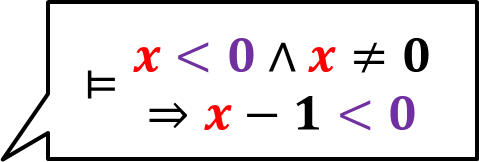 ⊨ x < 0 ∧ x ≠ 0
⇒ x − 1 < 0